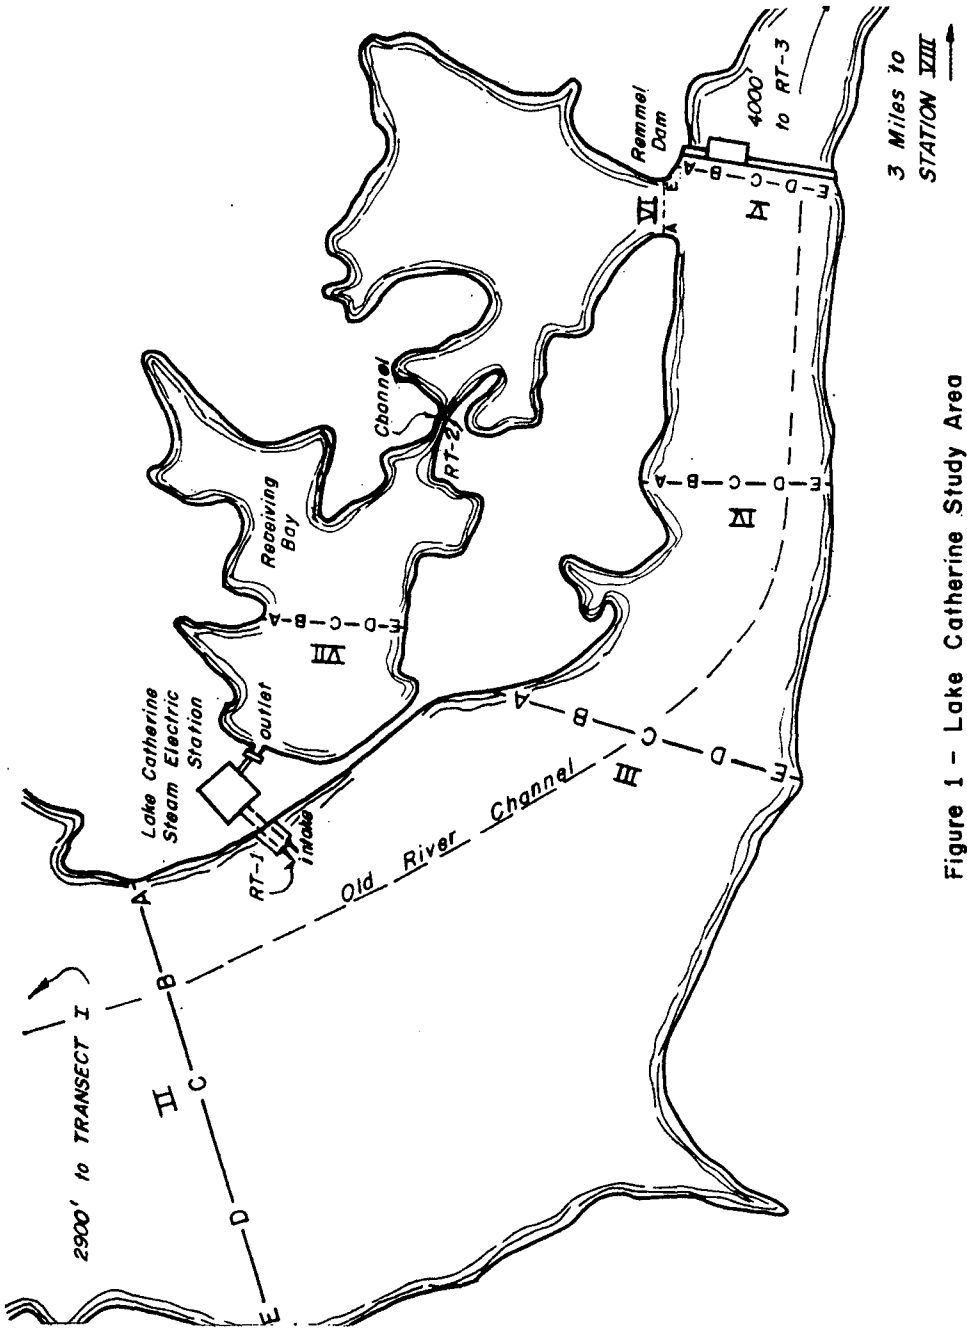 2900' to TRANSECT I
II
A
B
C
D
E
Lake Catherine
Steam Electric
Station
outlet
RT-1
intake
Old River Channel
Receiving
Bay
VII
E-D-C-B-A
Channel
RT-2
III
A
B
C
D
E
IV
E-D-C-B-A
VI
A
E
Remmel
Dam
V
E-D-C-B-A
4000'
to RT-3
3 Miles to
STATION VIII
Figure 1 - Lake Catherine Study Area